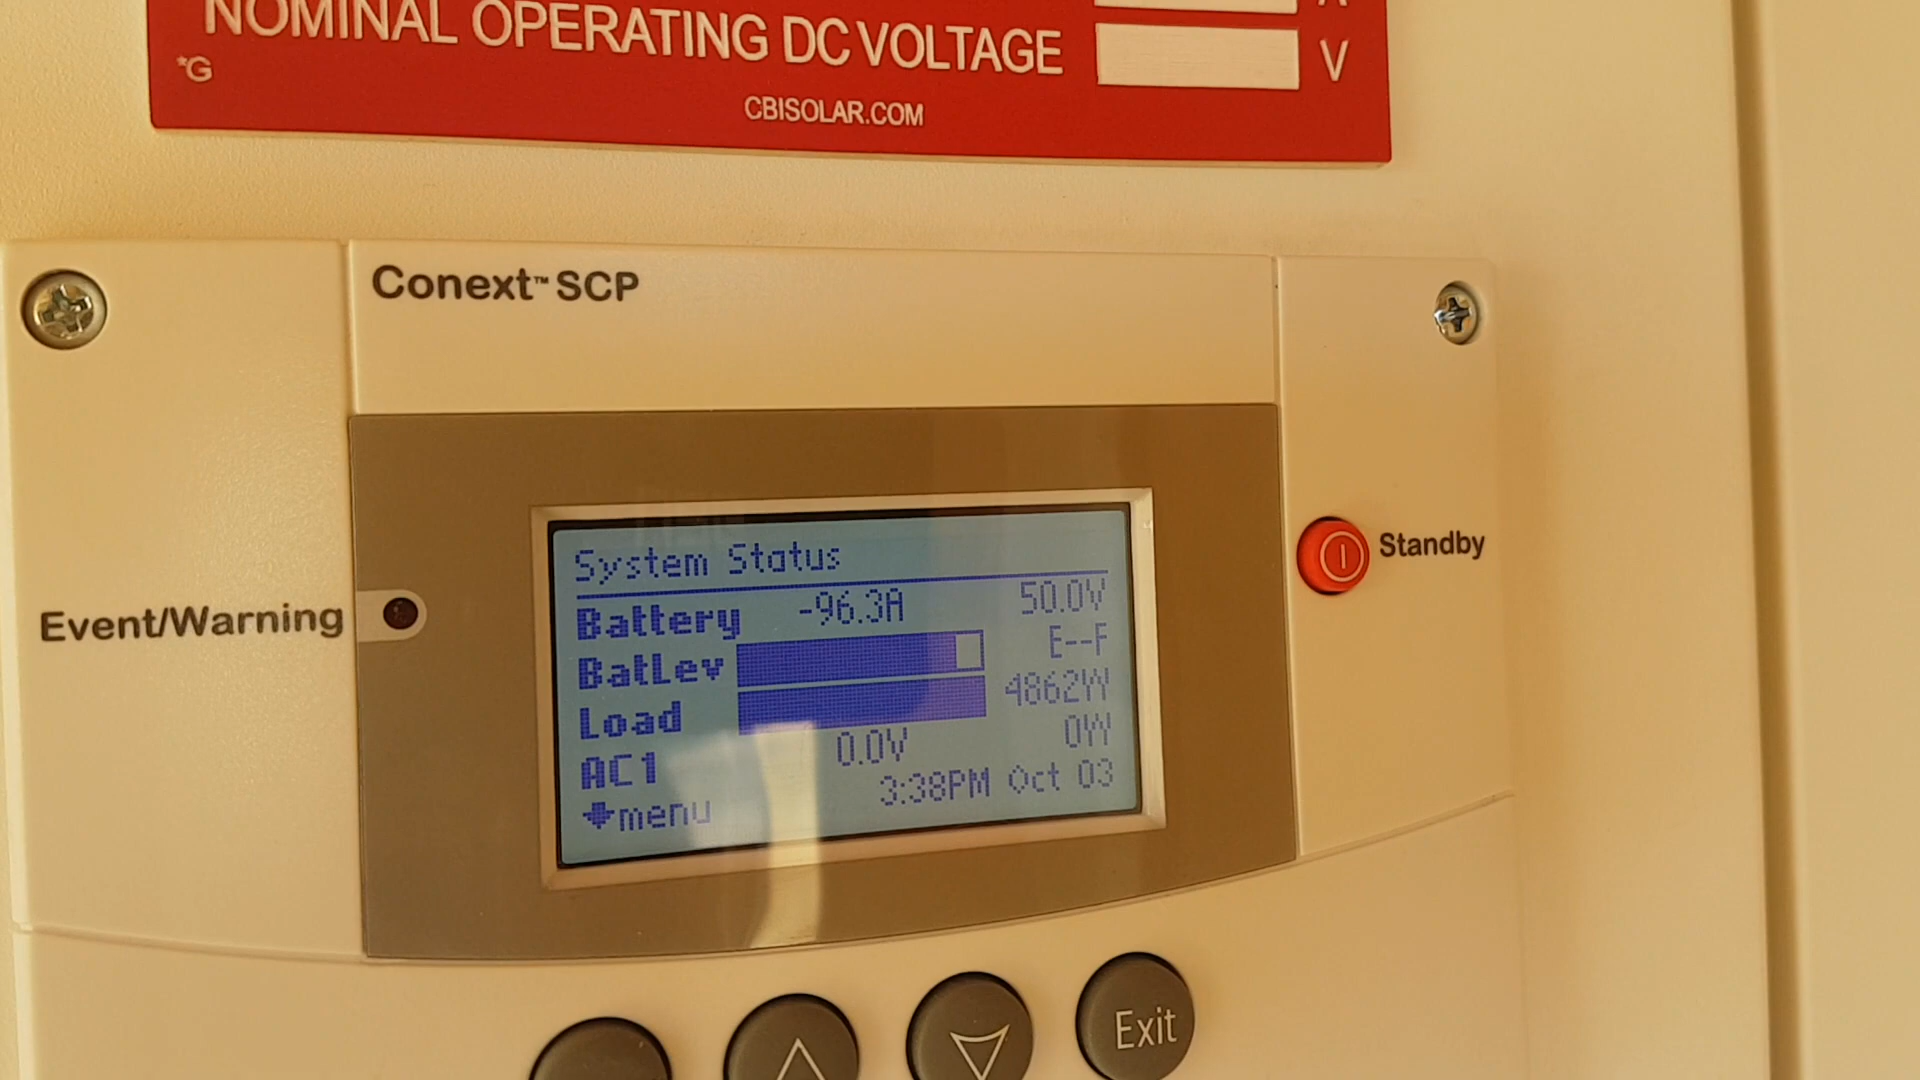 NOMINAL OPERATING DC VOLTAGE
V
*G
CBISOLAR.COM
Conext™ SCP
Standby
Event/Warning
System Status
Battery -96.3A 50.0V
BatLev E--F
Load 4862W
AC1 0.0V 0W
menu 3:38PM Oct 03
Exit